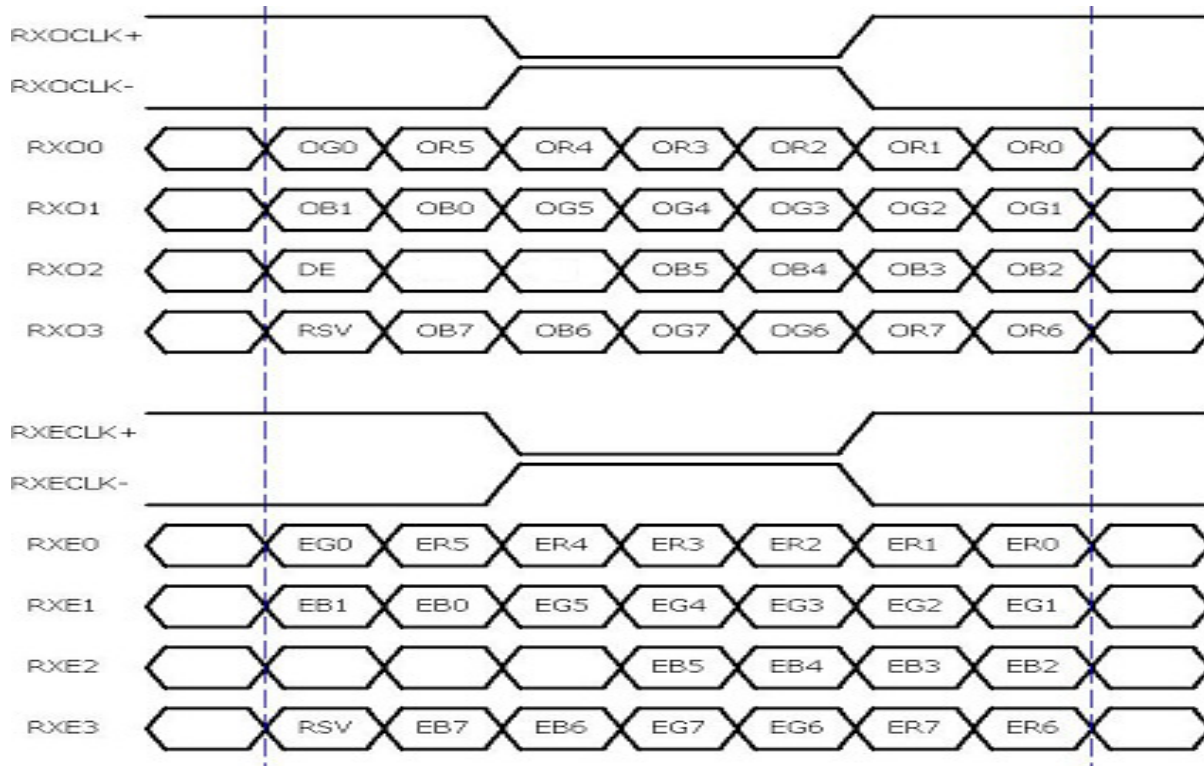 RXOCLK+
RXOCLK-
RXO0 OG0 OR5 OR4 OR3 OR2 OR1 OR0
RXO1 OB1 OB0 OG5 OG4 OG3 OG2 OG1
RXO2 DE OB5 OB4 OB3 OB2
RXO3 RSV OB7 OB6 OG7 OG6 OR7 OR6
RXECLK+
RXECLK-
RXE0 EG0 ER5 ER4 ER3 ER2 ER1 ER0
RXE1 EB1 EB0 EG5 EG4 EG3 EG2 EG1
RXE2 EB5 EB4 EB3 EB2
RXE3 RSV EB7 EB6 EG7 EG6 ER7 ER6